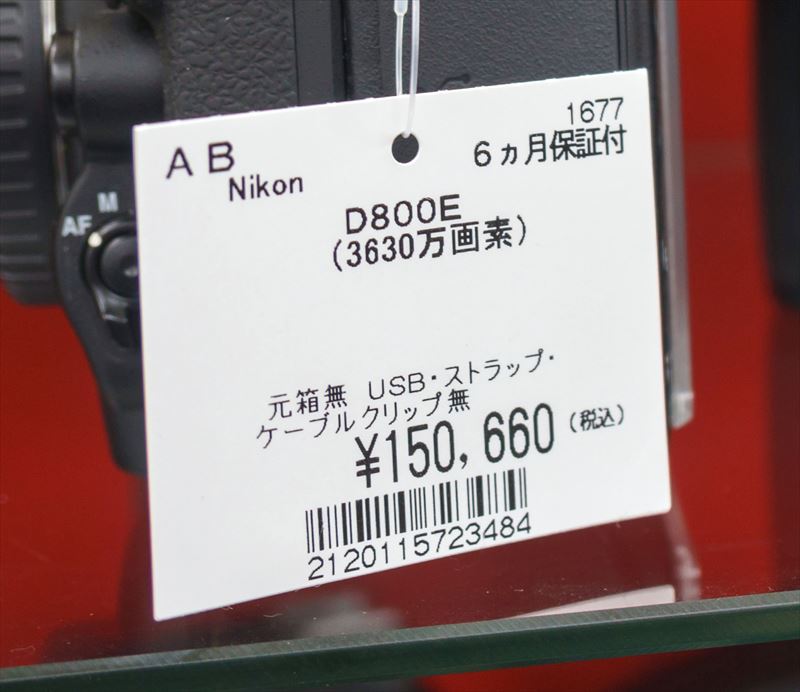 1677
AB
6ヵ月保証付
Nikon
D800E
(3630万画素)
元箱無 USB・ストラップ・
ケーブルクリップ無
¥150,660 (税込)
2120115723484
M
AF